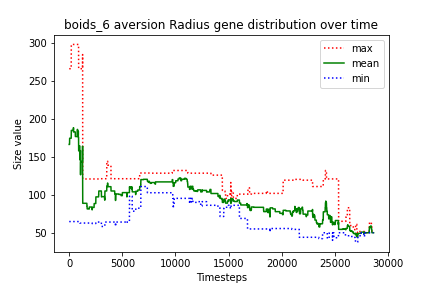 boids_6 aversion Radius gene distribution over time
max
mean
min
Size value
300
250
200
150
100
50
0 5000 10000 15000 20000 25000 30000
Timesteps